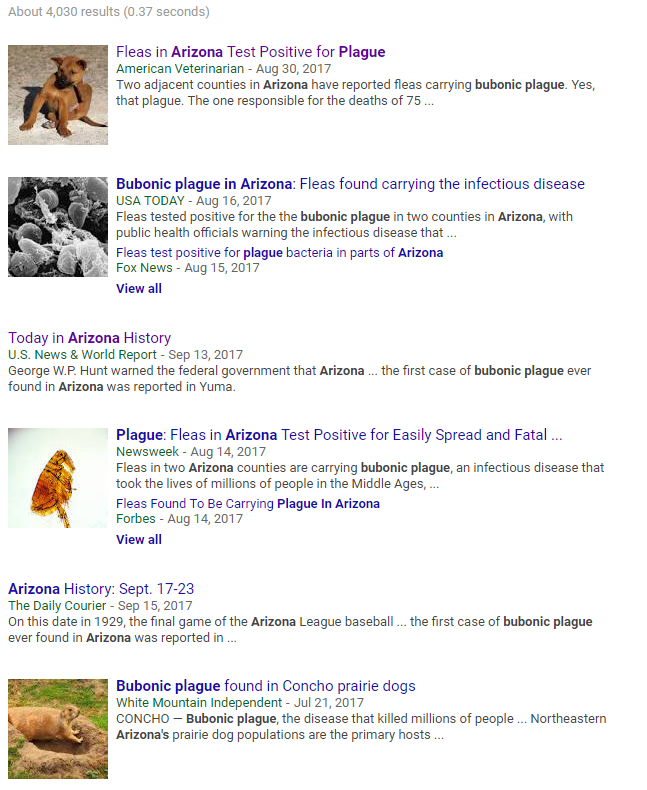 About 4,030 results (0.37 seconds)
Fleas in Arizona Test Positive for Plague
American Veterinarian - Aug 30, 2017
Two adjacent counties in Arizona have reported fleas carrying bubonic plague. Yes,
that plague. The one responsible for the deaths of 75 ...
Bubonic plague in Arizona: Fleas found carrying the infectious disease
USA TODAY - Aug 16, 2017
Fleas tested positive for the the bubonic plague in two counties in Arizona, with
public health officials warning the infectious disease that ...
Fleas test positive for plague bacteria in parts of Arizona
Fox News - Aug 15, 2017
View all
Today in Arizona History
U.S. News & World Report - Sep 13, 2017
George W.P. Hunt warned the federal government that Arizona ... the first case of bubonic plague ever
found in Arizona was reported in Yuma.
Plague: Fleas in Arizona Test Positive for Easily Spread and Fatal ...
Newsweek - Aug 14, 2017
Fleas in two Arizona counties are carrying bubonic plague, an infectious disease that
took the lives of millions of people in the Middle Ages, ...
Fleas Found To Be Carrying Plague In Arizona
Forbes - Aug 14, 2017
View all
Arizona History: Sept. 17-23
The Daily Courier - Sep 15, 2017
On this date in 1929, the final game of the Arizona League baseball ... the first case of bubonic plague
ever found in Arizona was reported in ...
Bubonic plague found in Concho prairie dogs
White Mountain Independent - Jul 21, 2017
CONCHO — Bubonic plague, the disease that killed millions of people ... Northeastern
Arizona's prairie dog populations are the primary hosts ...